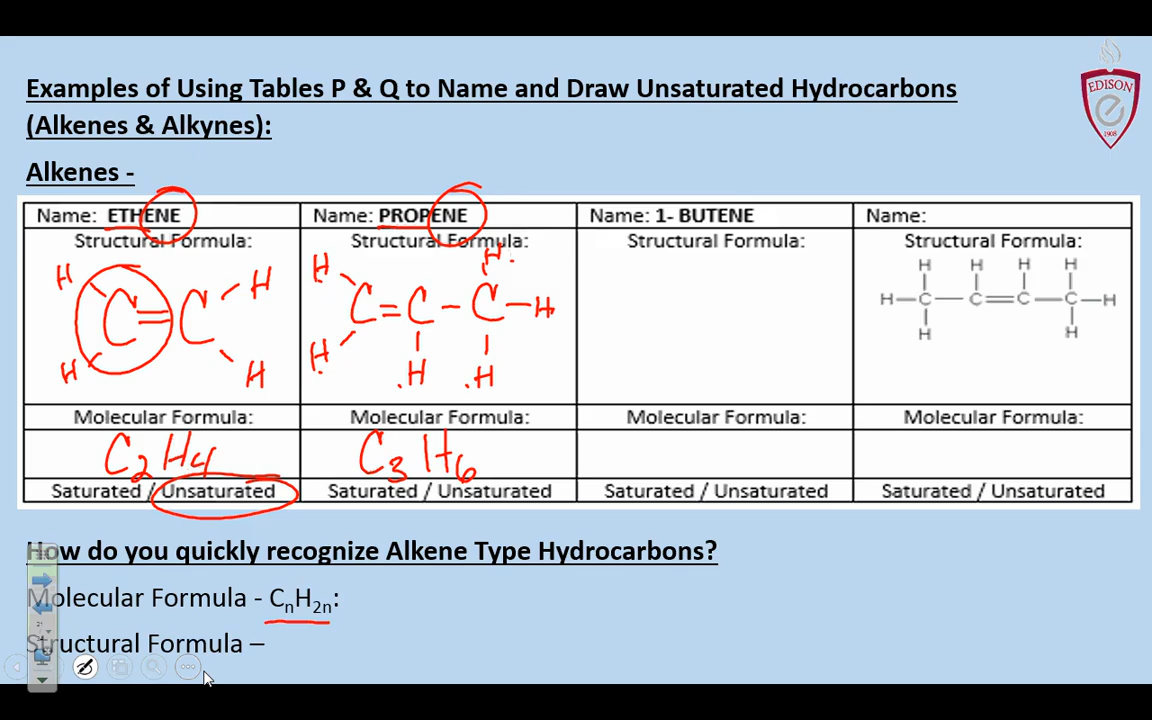 Examples of Using Tables P & Q to Name and Draw Unsaturated Hydrocarbons
(Alkenes & Alkynes):
EDISON
e
1908
Alkenes -
Name: ETHENE
Name: PROPENE
Name: 1- BUTENE
Name:
Structural Formula:
Structural Formula:
Structural Formula:
Structural Formula:
H H
C=C
H H
H H
C=C-C-H
H H H
H H H H
H-C-C=C-C-H
H H
Molecular Formula:
Molecular Formula:
Molecular Formula:
Molecular Formula:
C₂H₄
C₃H₆
Saturated / Unsaturated
Saturated / Unsaturated
Saturated / Unsaturated
Saturated / Unsaturated
How do you quickly recognize Alkene Type Hydrocarbons?
Molecular Formula - CₙH₂ₙ:
Structural Formula –